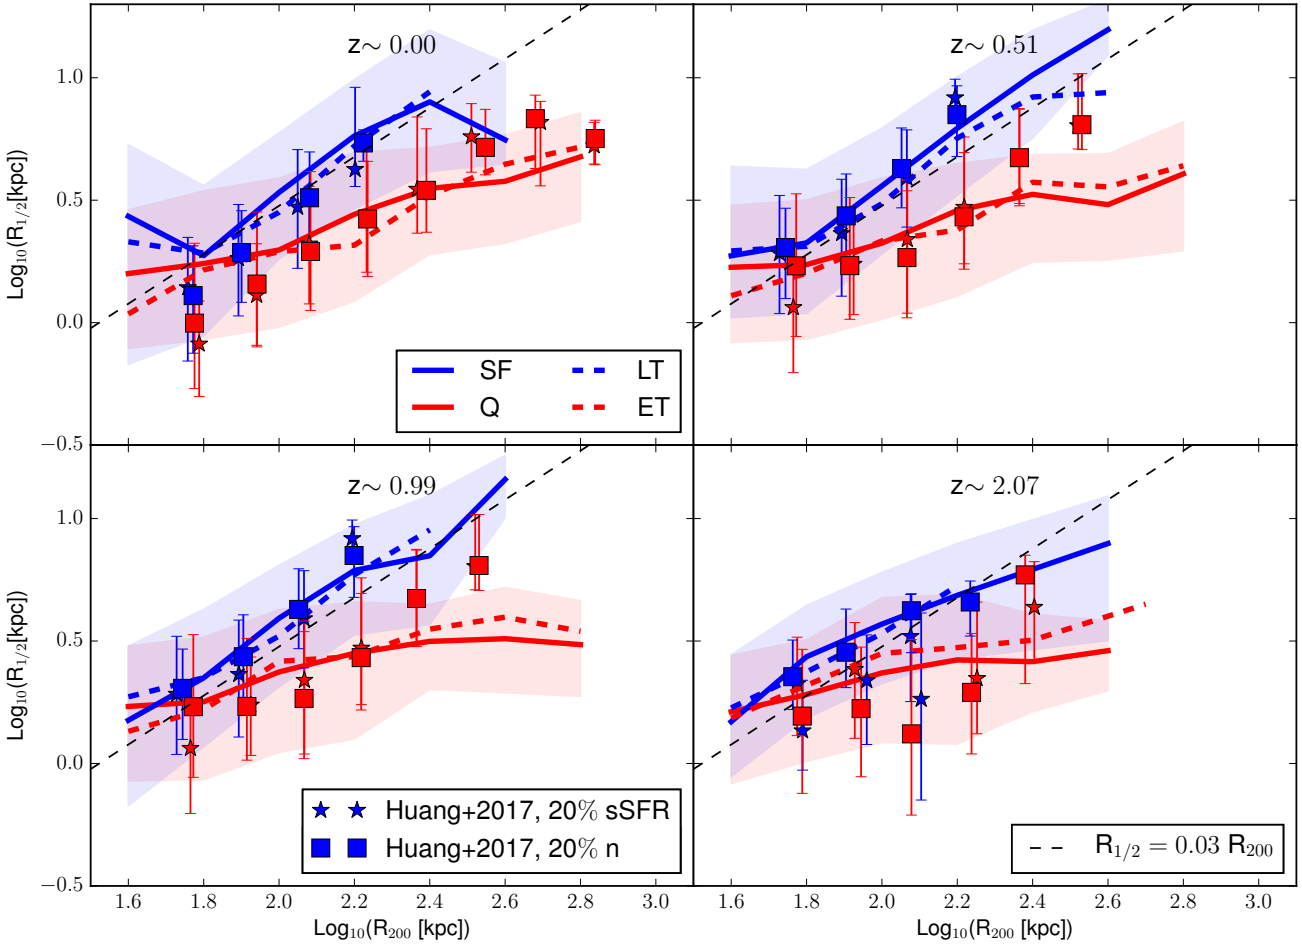 z~ 0.00
z~ 0.51
1.0
0.5
0.0
−0.5
Log₁₀(R₁/₂[kpc])
SF
LT
Q
ET
z~ 0.99
z~ 2.07
1.0
0.5
0.0
−0.5
Log₁₀(R₁/₂[kpc])
Huang+2017, 20% sSFR
Huang+2017, 20% n
R₁/₂ = 0.03 R₂₀₀
1.6 1.8 2.0 2.2 2.4 2.6 2.8 3.0
1.6 1.8 2.0 2.2 2.4 2.6 2.8 3.0
Log₁₀(R₂₀₀ [kpc])
Log₁₀(R₂₀₀ [kpc])